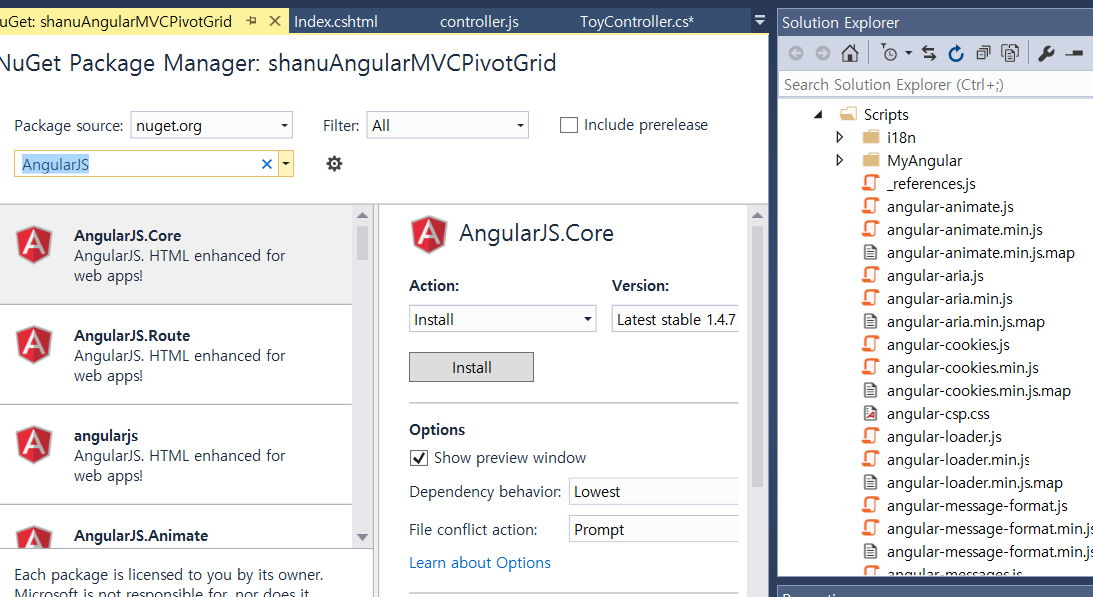 uGet: shanuAngularMVCPivotGrid
Index.cshtml
controller.js
ToyController.cs*
NuGet Package Manager: shanuAngularMVCPivotGrid
Package source:
nuget.org
Filter:
All
Include prerelease
AngularJS
AngularJS.Core
AngularJS. HTML enhanced for
web apps!
AngularJS.Route
AngularJS. HTML enhanced for
web apps!
angularjs
AngularJS. HTML enhanced for
web apps!
AngularJS.Animate
Each package is licensed to you by its owner.
Microsoft is not responsible for, nor does it
AngularJS.Core
Action:
Version:
Install
Latest stable 1.4.7
Install
Options
Show preview window
Dependency behavior:
Lowest
File conflict action:
Prompt
Learn about Options
Solution Explorer
Search Solution Explorer (Ctrl+;)
Scripts
i18n
MyAngular
_references.js
angular-animate.js
angular-animate.min.js
angular-animate.min.js.map
angular-aria.js
angular-aria.min.js
angular-aria.min.js.map
angular-cookies.js
angular-cookies.min.js
angular-cookies.min.js.map
angular-csp.css
angular-loader.js
angular-loader.min.js
angular-loader.min.js.map
angular-message-format.js
angular-message-format.min.js
angular-message-format.min.js
angular-messages.js